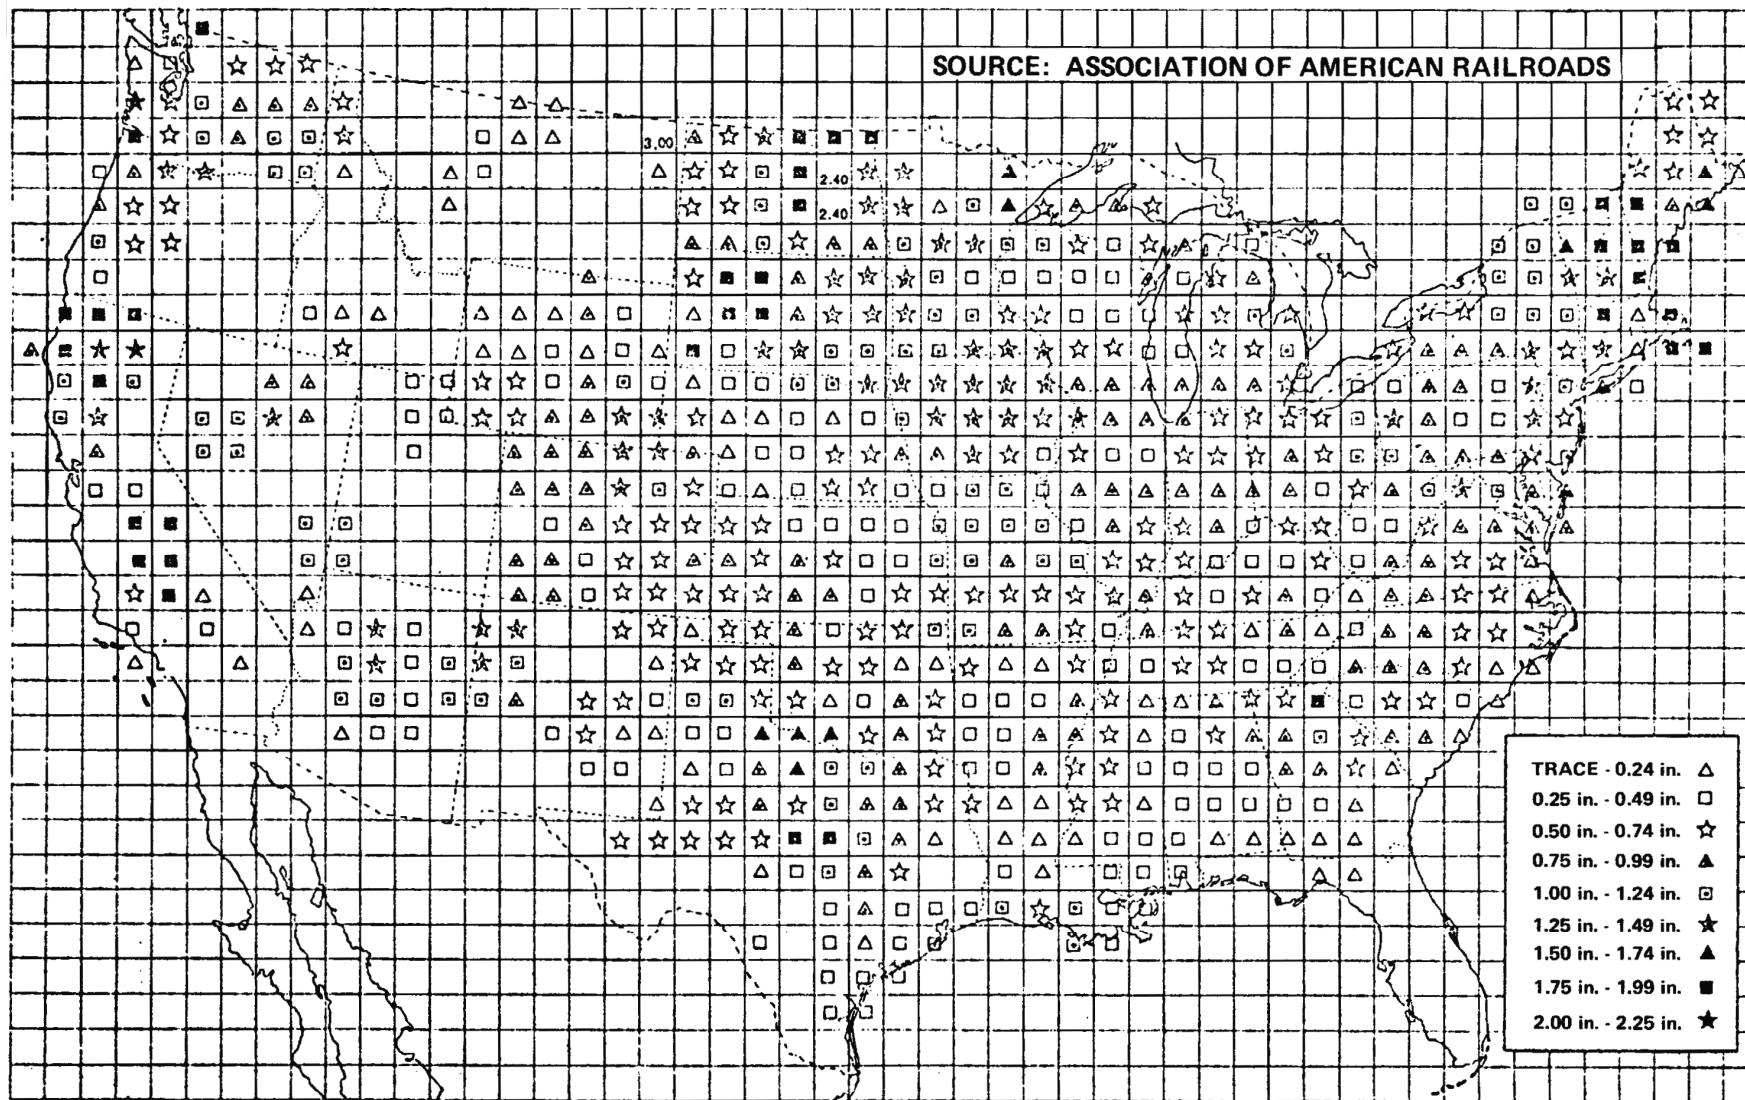 SOURCE: ASSOCIATION OF AMERICAN RAILROADS
3.00
2.40
2.40
TRACE - 0.24 in.
0.25 in. - 0.49 in.
0.50 in. - 0.74 in.
0.75 in. - 0.99 in.
1.00 in. - 1.24 in.
1.25 in. - 1.49 in.
1.50 in. - 1.74 in.
1.75 in. - 1.99 in.
2.00 in. - 2.25 in.